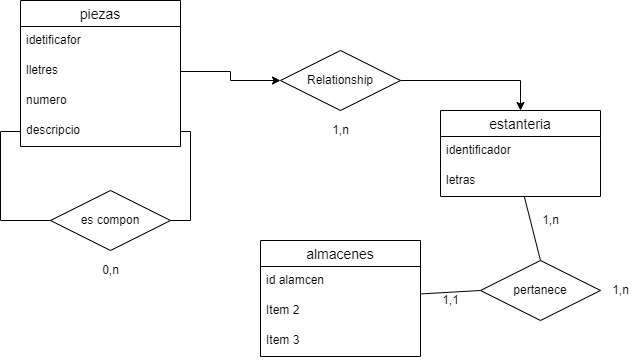 piezas
idetificafor
lletres
numero
descripcio
Relationship
1,n
estanteria
identificador
letras
es compon
0,n
1,n
almacenes
id alamcen
Item 2
Item 3
1,1
pertanece
1,n